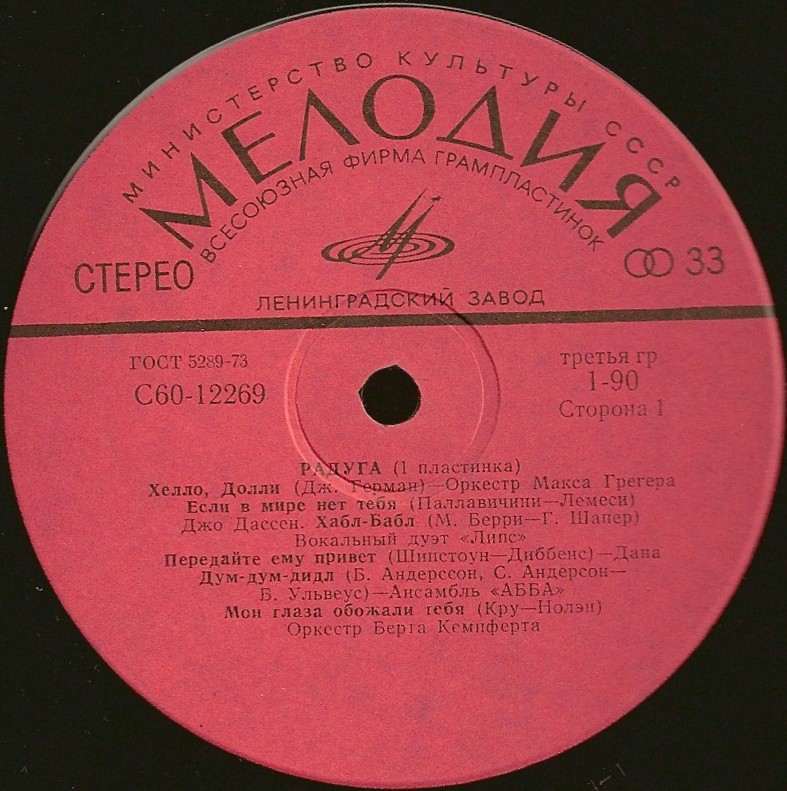 МИНИСТЕРСТВО КУЛЬТУРЫ СССР
МЕЛОДИЯ
ВСЕСОЮЗНАЯ ФИРМА ГРАМПЛАСТИНОК
СТЕРЕО
33
ЛЕНИНГРАДСКИЙ ЗАВОД
ГОСТ 5289-73
С60-12269
третья гр
1-90
Сторона 1
РАДУГА (1 пластинка)
Хелло, Долли (Дж. Герман)—Оркестр Макса Грегера
Если в мире нет тебя (Паллавичини—Лемеси)
Джо Дассен. Хабл-Бабл (М. Берри—Г. Шапер)
Вокальный дуэт «Липс»
Передайте ему привет (Шипстоун—Диббенс)—Дана
Дум-дум-дидл (Б. Андерссон, С. Андерсон—
Б. Ульвеус)—Ансамбль «АББА»
Мои глаза обожали тебя (Кру—Нолэн)
Оркестр Берта Кемпферта